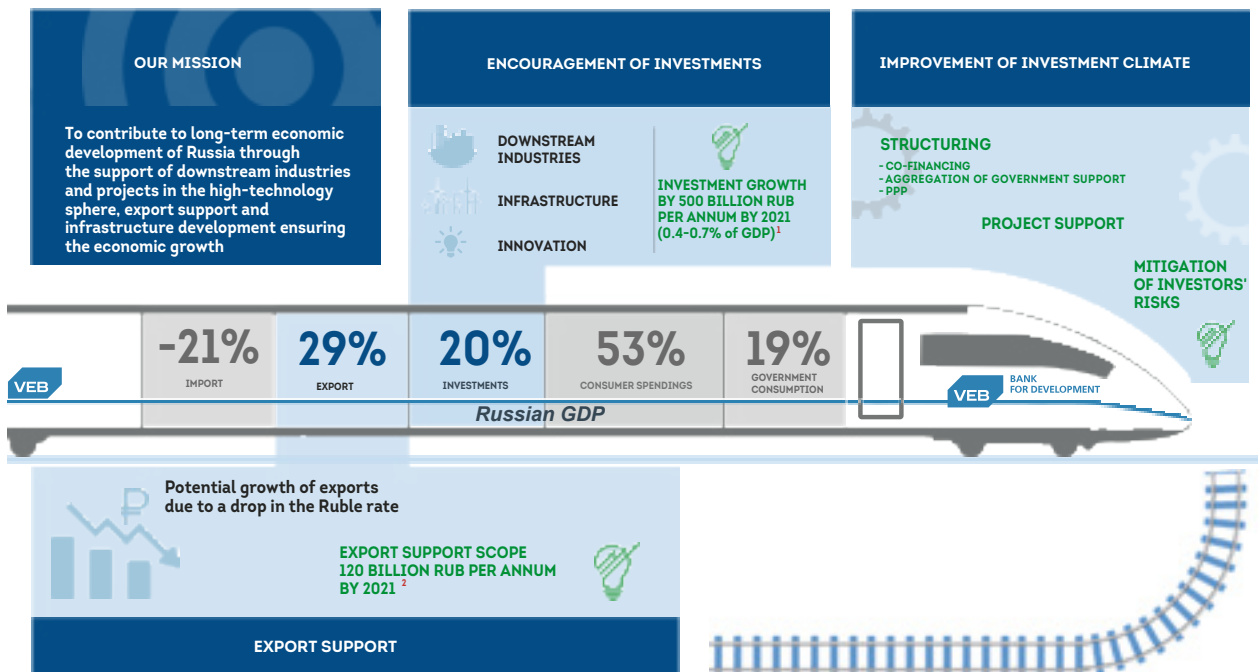 OUR MISSION
To contribute to long-term economic
development of Russia through
the support of downstream industries
and projects in the high-technology
sphere, export support and
infrastructure development ensuring
the economic growth
ENCOURAGEMENT OF INVESTMENTS
DOWNSTREAM
INDUSTRIES
INFRASTRUCTURE
INNOVATION
INVESTMENT GROWTH
BY 500 BILLION RUB
PER ANNUM BY 2021
(0.4-0.7% of GDP)1
IMPROVEMENT OF INVESTMENT CLIMATE
STRUCTURING
- CO-FINANCING
- AGGREGATION OF GOVERNMENT SUPPORT
- PPP
PROJECT SUPPORT
MITIGATION
OF INVESTORS'
RISKS
VEB
-21%
IMPORT
29%
EXPORT
20%
INVESTMENTS
53%
CONSUMER SPENDINGS
19%
GOVERNMENT
CONSUMPTION
Russian GDP
VEB
BANK
FOR DEVELOPMENT
Potential growth of exports
due to a drop in the Ruble rate
EXPORT SUPPORT SCOPE
120 BILLION RUB PER ANNUM
BY 2021 2
EXPORT SUPPORT